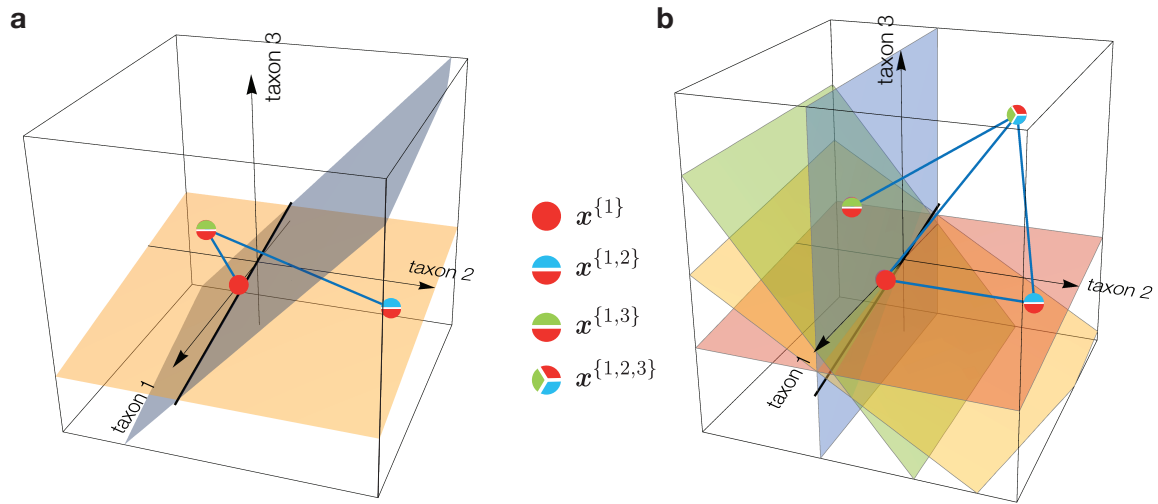 a
b
taxon 3
taxon 2
taxon 1
x^{1}
x^{1,2}
x^{1,3}
x^{1,2,3}
taxon 3
taxon 2
taxon 1